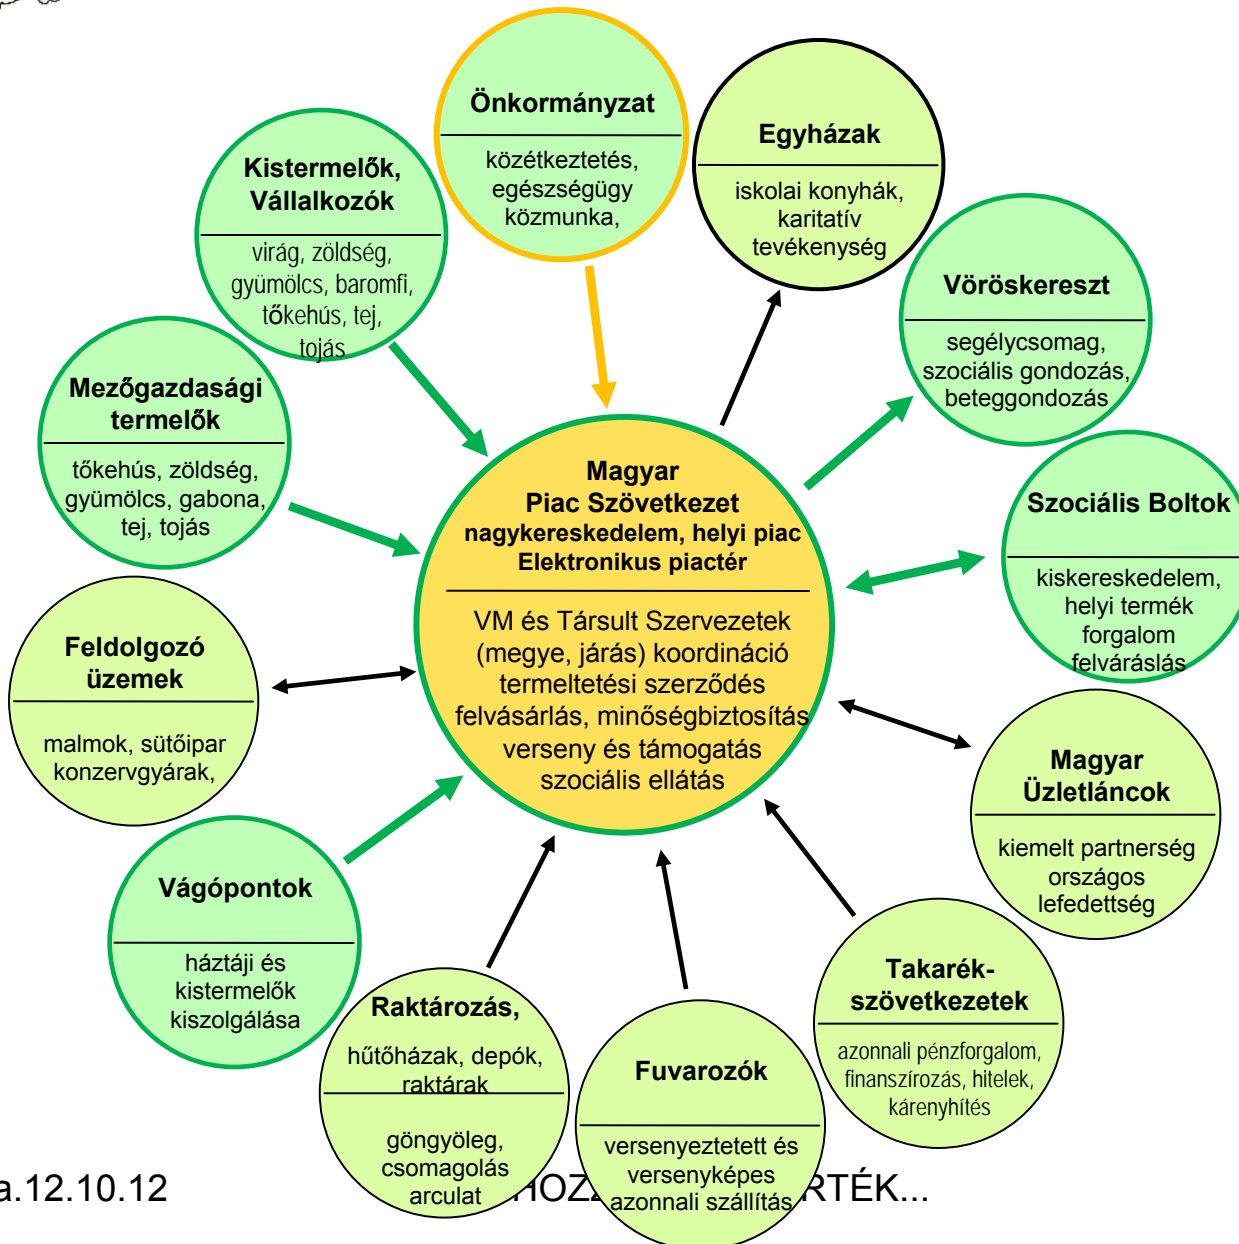 Önkormányzat
közétkeztetés,
egészségügy
közmunka,
Egyházak
iskolai konyhák,
karitatív
tevékenység
Kistermelők,
Vállalkozók
virág, zöldség,
gyümölcs, baromfi,
tőkehús, tej,
tojás
Vöröskereszt
segélycsomag,
szociális gondozás,
beteggondozás
Mezőgazdasági
termelők
tőkehús, zöldség,
gyümölcs, gabona,
tej, tojás
Magyar
Piac Szövetkezet
nagykereskedelem, helyi piac
Elektronikus piactér
VM és Társult Szervezetek
(megye, járás) koordináció
termeltetési szerződés
felvásárlás, minőségbiztosítás
verseny és támogatás
szociális ellátás
Szociális Boltok
kiskereskedelem,
helyi termék
forgalom
felváráslás
Feldolgozó
üzemek
malmok, sütőipar
konzervgyárak,
Magyar
Üzletláncok
kiemelt partnerség
országos
lefedettség
Vágópontok
háztáji és
kistermelők
kiszolgálása
Takarék-
szövetkezetek
azonnali pénzforgalom,
finanszírozás, hitelek,
kárenyhítés
Raktározás,
hűtőházak, depók,
raktárak
göngyöleg,
csomagolás
arculat
Fuvarozók
versenyeztetett és
versenyképes
azonnali szállítás
a.12.10.12